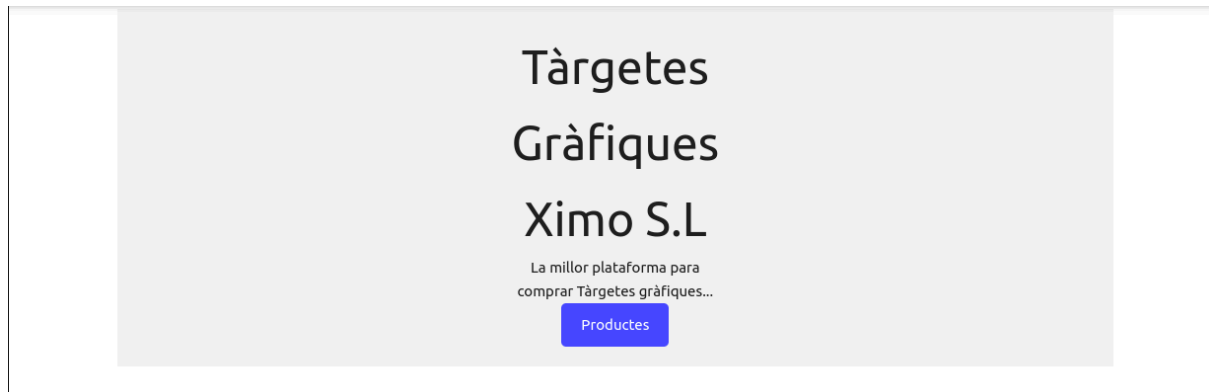 Tàrgetes
Gràfiques
Ximo S.L
La millor plataforma para
comprar Tàrgetes gràfiques...
Productes